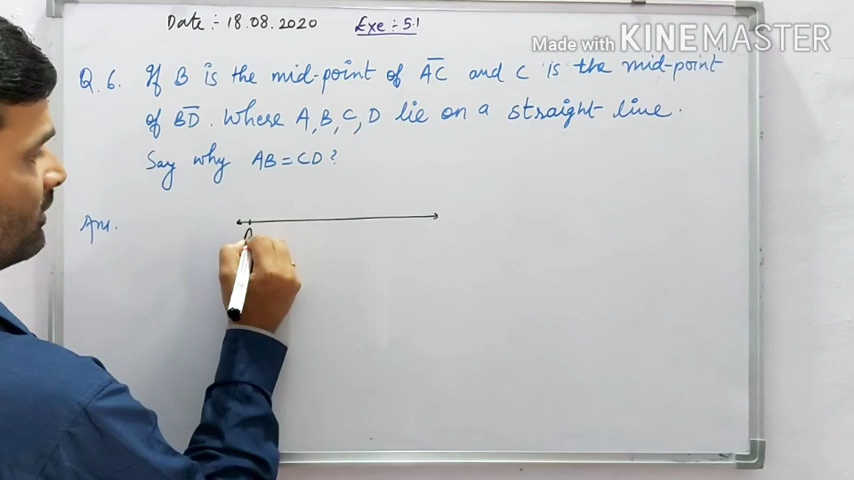 Date :- 18.08.2020 Exe :- 5.1
Made with KINEMASTER
Q.6. If B is the mid-point of AC and C is the mid-point
of BD. Where A, B, C, D lie on a straight line.
Say why AB = CD?
Ans.